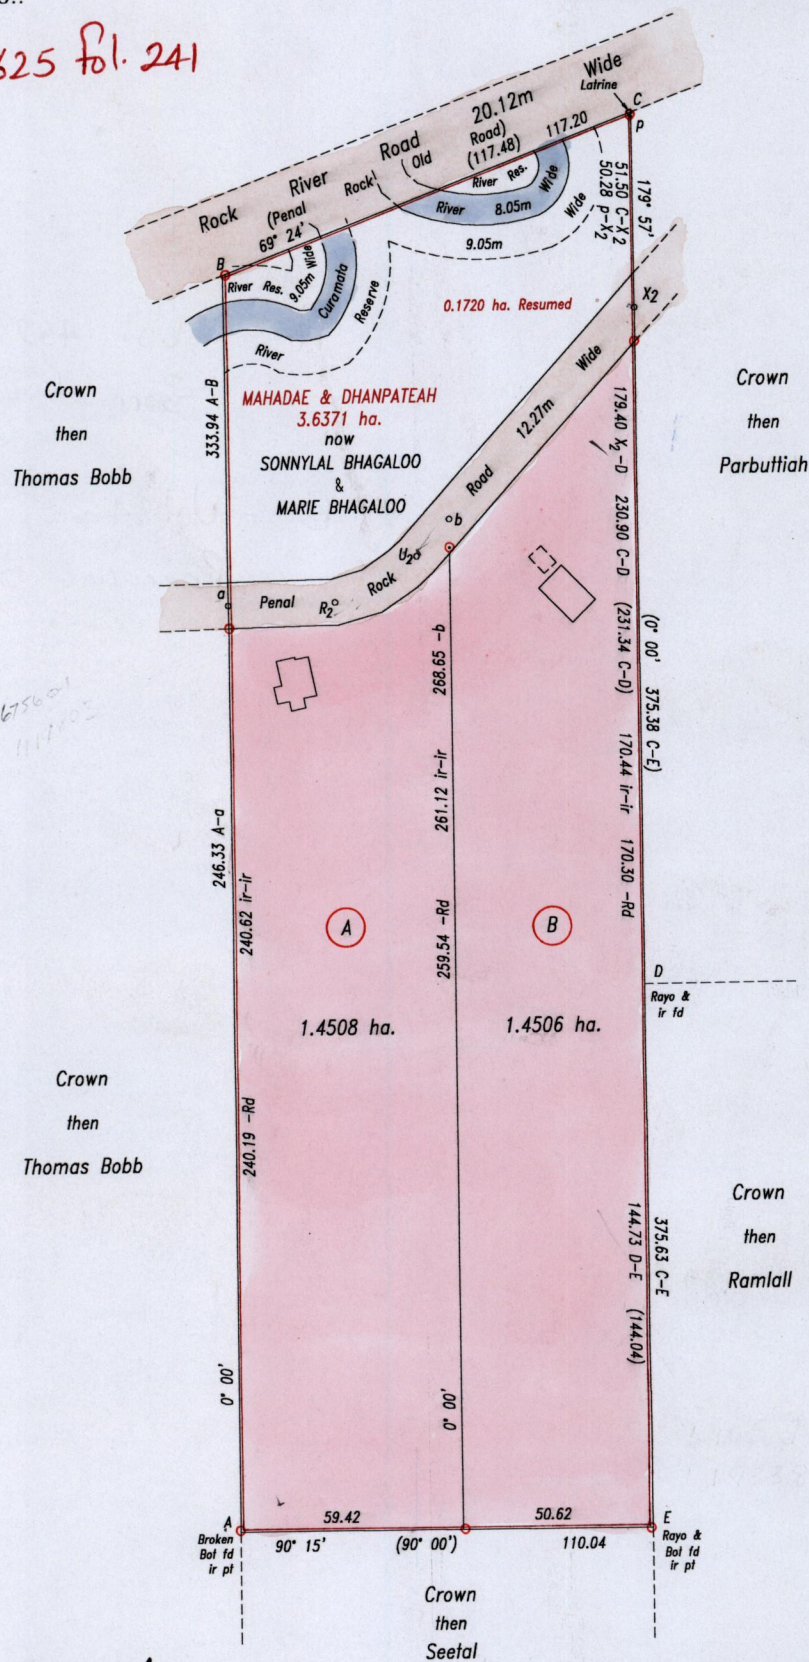 625 fol. 241
Wide
Latrine
C
p
20.12m
Road
Road)
117.20
Old
(117.48)
River Res.
River
Rock
Rock
(Penal
69° 24'
B
River 8.05m Wide
Wide
9.05m
179° 57'
51.50 C-X2
50.28 p-X2
River Res.
9.05m
Wide
Curamata
Reserve
River
0.1720 ha. Resumed
X2
Crown
then
Thomas Bobb
333.94 A-B
MAHADAE & DHANPATEAH
3.6371 ha.
now
SONNYLAL BHAGALOO
&
MARIE BHAGALOO
Wide
12.27m
Road
Crown
then
Parbuttiah
179.40 X2-D
230.90 C-D
(231.34 C-D)
b
U2
Rock
R2
Penal
a
268.65 -b
(0° 00' 375.38 C-E)
246.33 A-a
240.62 ir-ir
261.12 ir-ir
170.44 ir-ir
170.30 -Rd
259.54 -Rd
A
B
D
Rayo &
ir fd
1.4508 ha.
1.4506 ha.
Crown
then
Thomas Bobb
240.19 -Rd
Crown
then
Ramlall
144.73 D-E
(144.04)
375.63 C-E
0° 00'
0° 00'
A
59.42
50.62
E
Broken
Bot fd
ir pt
90° 15'
(90° 00')
110.04
Rayo &
Bot fd
ir pt
Crown
then
Seetal